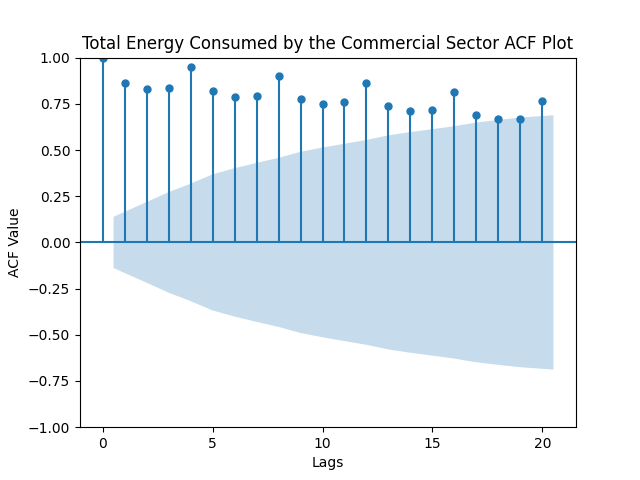 Total Energy Consumed by the Commercial Sector ACF Plot
1.00
0.75
0.50
0.25
0.00
−0.25
−0.50
−0.75
−1.00
ACF Value
0 5 10 15 20
Lags